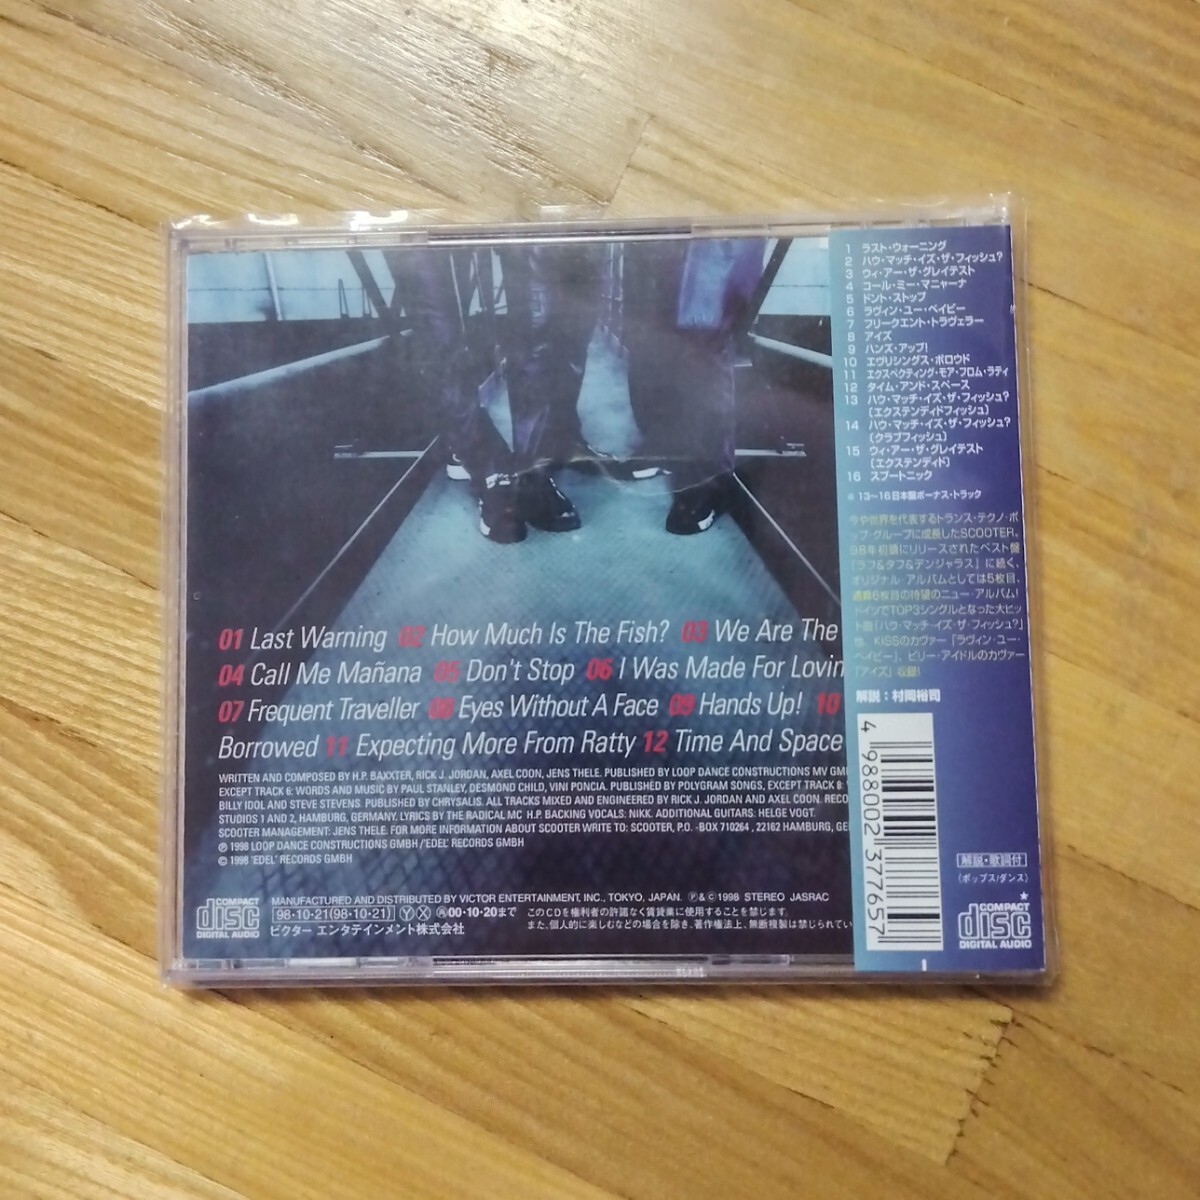 01 Last Warning 02 How Much Is The Fish? 03 We Are The
04 Call Me Mañana 05 Don't Stop 06 I Was Made For Lovin
07 Frequent Traveller 08 Eyes Without A Face 09 Hands Up! 10
Borrowed 11 Expecting More From Ratty 12 Time And Space
WRITTEN AND COMPOSED BY H.P. BAXXTER, RICK J. JORDAN, AXEL COON, JENS THELE. PUBLISHED BY LOOP DANCE CONSTRUCTIONS MV GM
EXCEPT TRACK 6: WORDS AND MUSIC BY PAUL STANLEY, DESMOND CHILD, VINI PONCIA. PUBLISHED BY POLYGRAM SONGS, EXCEPT TRACK 8:
BILLY IDOL AND STEVE STEVENS. PUBLISHED BY CHRYSALIS. ALL TRACKS MIXED AND ENGINEERED BY RICK J. JORDAN AND AXEL COON. RECO
STUDIOS 1 AND 2, HAMBURG, GERMANY. LYRICS BY THE RADICAL MC H.P. BACKING VOCALS: NIKK. ADDITIONAL GUITARS: HELGE VOGT.
SCOOTER MANAGEMENT: JENS THELE. FOR MORE INFORMATION ABOUT SCOOTER WRITE TO: SCOOTER, P.O. -BOX 710264 , 22162 HAMBURG, GE
℗ 1998 LOOP DANCE CONSTRUCTIONS GMBH /'EDEL' RECORDS GMBH
© 1998 'EDEL' RECORDS GMBH
COMPACT
disc
DIGITAL AUDIO
MANUFACTURED AND DISTRIBUTED BY VICTOR ENTERTAINMENT, INC., TOKYO, JAPAN. ℗&© 1998 STEREO JASRAC
98・10・21(98・10・21) Y X 再00・10・20まで このCDを権利者の許諾なく賃貸業に使用することを禁じます
ビクター エンタテインメント株式会社 また、個人的に楽しむなどの場合を除き、著作権法上、無断複製は禁じられてい
1 ラスト・ウォーニング
2 ハウ・マッチ・イズ・ザ・フィッシュ?
3 ウィ・アー・ザ・グレイテスト
4 コール・ミー・マニャーナ
5 ドント・ストップ
6 ラヴィン・ユー・ベイビー
7 フリークエント・トラヴェラー
8 アイズ
9 ハンズ・アップ!
10 エヴリシングス・ボロウド
11 エクスペクティング・モア・フロム・ラティ
12 タイム・アンド・スペース
13 ハウ・マッチ・イズ・ザ・フィッシュ?
〔エクステンディドフィッシュ〕
14 ハウ・マッチ・イズ・ザ・フィッシュ?
〔クラブフィッシュ〕
15 ウィ・アー・ザ・グレイテスト
〔エクステンディド〕
16 スプートニック
13〜16日本盤ボーナス・トラック
今や世界を代表するトランス・テクノ・ポ
ップ・グループに成長したSCOOTER。
98年初頭にリリースされたベスト盤
「ラフ&タフ&デンジャラス」に続く、
オリジナル・アルバムとしては5枚目、
通算6枚目の待望のニュー・アルバム!
ドイツでTOP3シングルとなった大ヒッ
ト曲「ハウ・マッチ・イズ・ザ・フィッシュ?」
他、KISSのカヴァー「ラヴィン・ユー・
ベイビー」、ビリー・アイドルのカヴァー
「アイズ」収録!
解説：村岡裕司
4 988002 377657
解説・歌詞付
(ポップス/ダンス)
COMPACT
disc
DIGITAL AUDIO